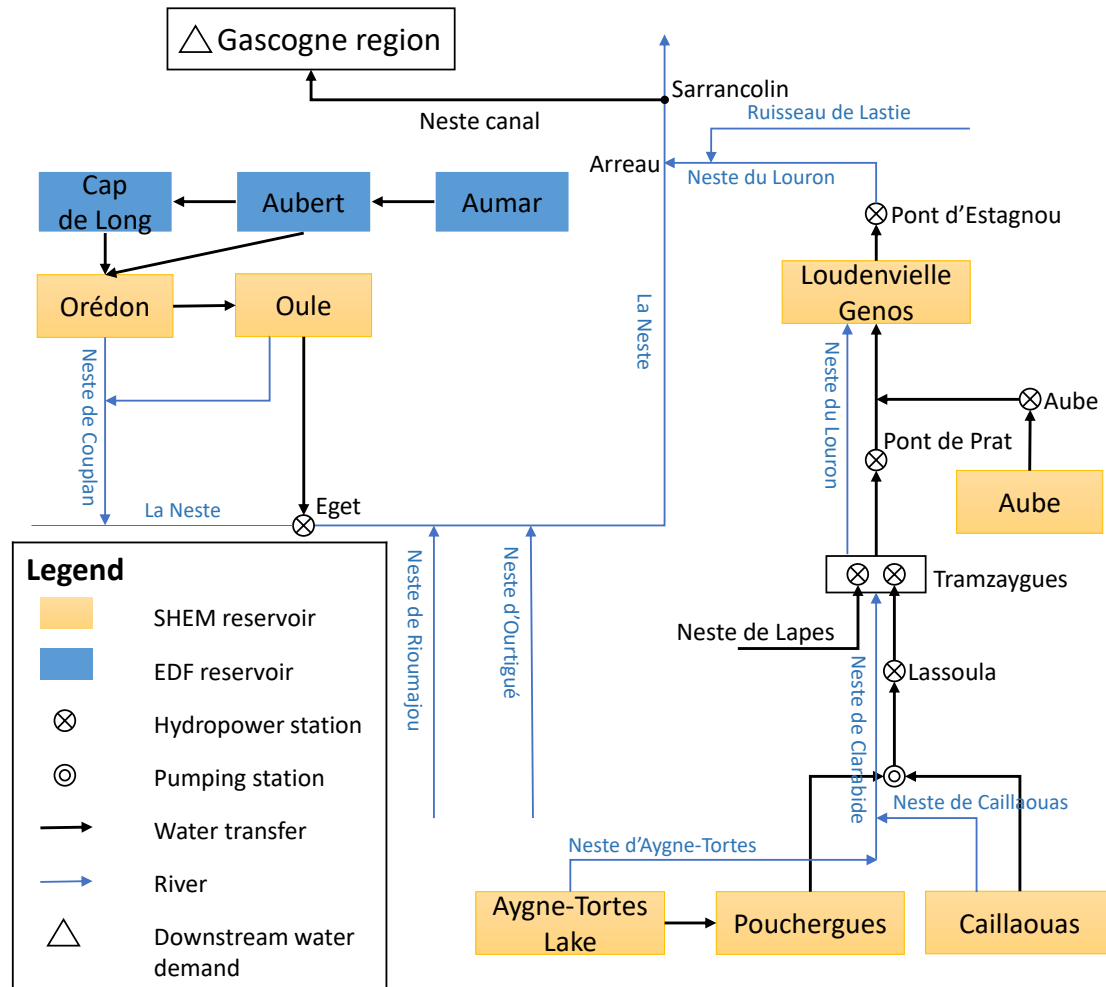 Gascogne region
Sarrancolin
Neste canal
Ruisseau de Lastie
Arreau
Neste du Louron
Cap
de Long
Aubert
Aumar
Pont d'Estagnou
Orédon
Oule
Loudenvielle
Genos
La Neste
Neste de Couplan
Neste du Louron
Aube
Pont de Prat
Aube
Eget
La Neste
Legend
SHEM reservoir
EDF reservoir
Hydropower station
Pumping station
Water transfer
River
Downstream water
demand
Neste de Rioumajou
Neste d'Ourtigué
Tramzaygues
Neste de Lapes
Lassoula
Neste de Clarabide
Neste de Caillaouas
Neste d'Aygne-Tortes
Aygne-Tortes
Lake
Pouchergues
Caillaouas